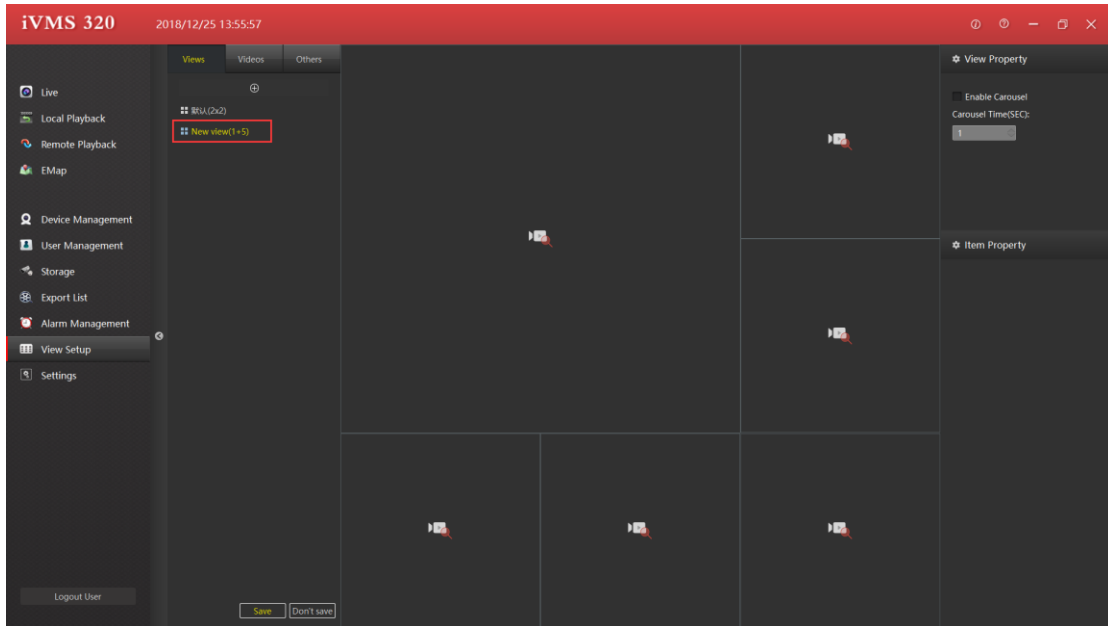 iVMS 320 2018/12/25 13:55:57
Views Videos Others
默认(2x2)
New view(1+5)
Live
Local Playback
Remote Playback
EMap
Device Management
User Management
Storage
Export List
Alarm Management
View Setup
Settings
Logout User
Save Don't save
View Property
Enable Carousel
Carousel Time(SEC):
1
Item Property